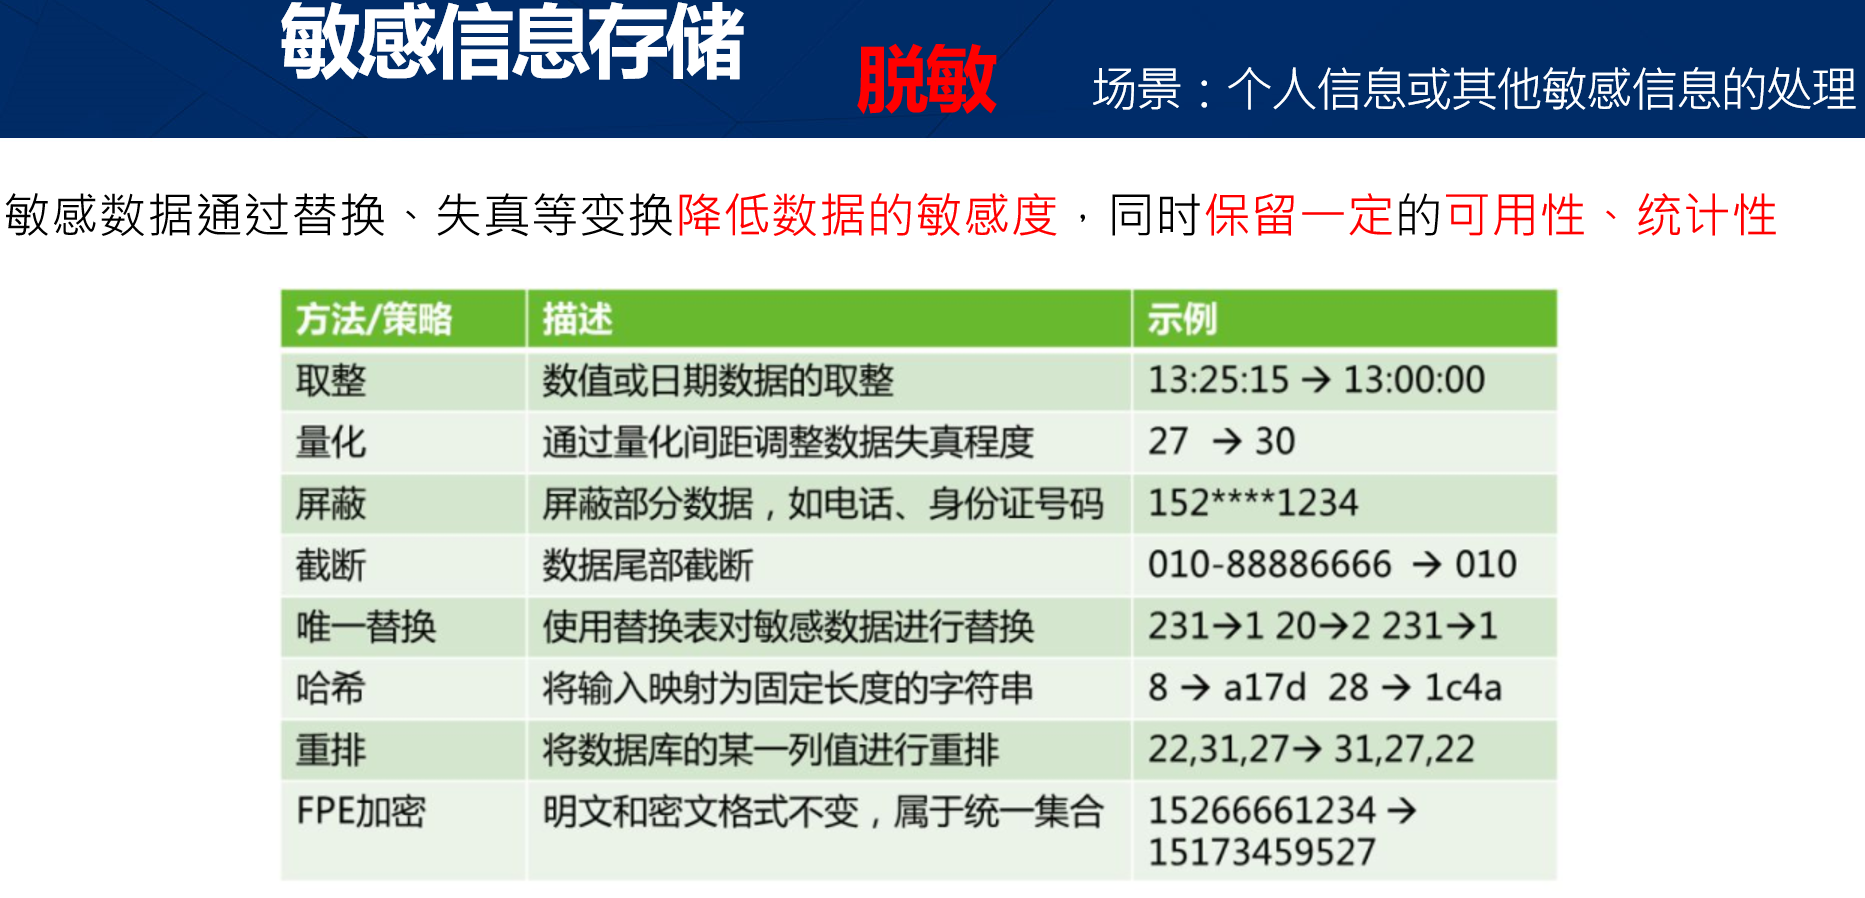 敏感信息存储
脱敏
场景：个人信息或其他敏感信息的处理
敏感数据通过替换、失真等变换降低数据的敏感度，同时保留一定的可用性、统计性
方法/策略 描述 示例
取整 数值或日期数据的取整 13:25:15 → 13:00:00
量化 通过量化间距调整数据失真程度 27 → 30
屏蔽 屏蔽部分数据，如电话、身份证号码 152****1234
截断 数据尾部截断 010-88886666 → 010
唯一替换 使用替换表对敏感数据进行替换 231→1 20→2 231→1
哈希 将输入映射为固定长度的字符串 8 → a17d 28 → 1c4a
重排 将数据库的某一列值进行重排 22,31,27→ 31,27,22
FPE加密 明文和密文格式不变，属于统一集合 15266661234 →
15173459527